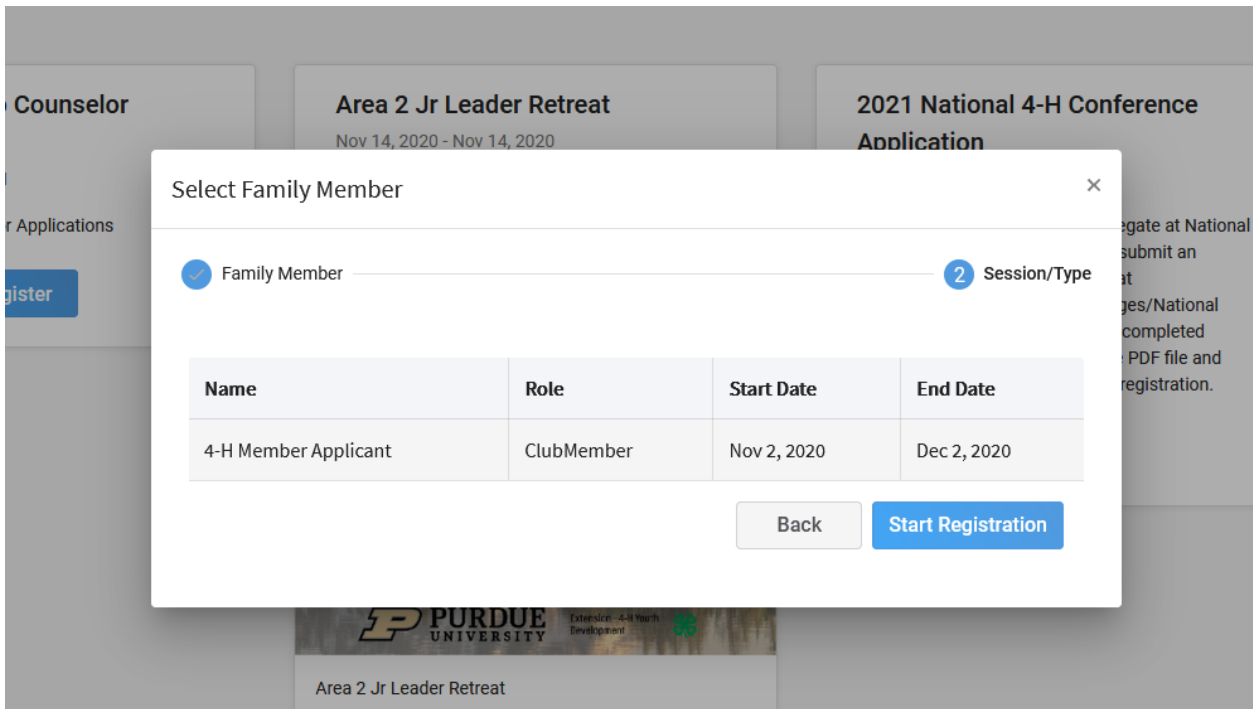 Counselor
r Applications
gister
Area 2 Jr Leader Retreat
Nov 14, 2020 - Nov 14, 2020
2021 National 4-H Conference
Application
egate at National
submit an
at
ges/National
completed
PDF file and
registration.
Select Family Member
×
Family Member
2 Session/Type
Name Role Start Date End Date
4-H Member Applicant ClubMember Nov 2, 2020 Dec 2, 2020
Back Start Registration
P PURDUE
UNIVERSITY
Extension - 4-H Youth
Development
Area 2 Jr Leader Retreat